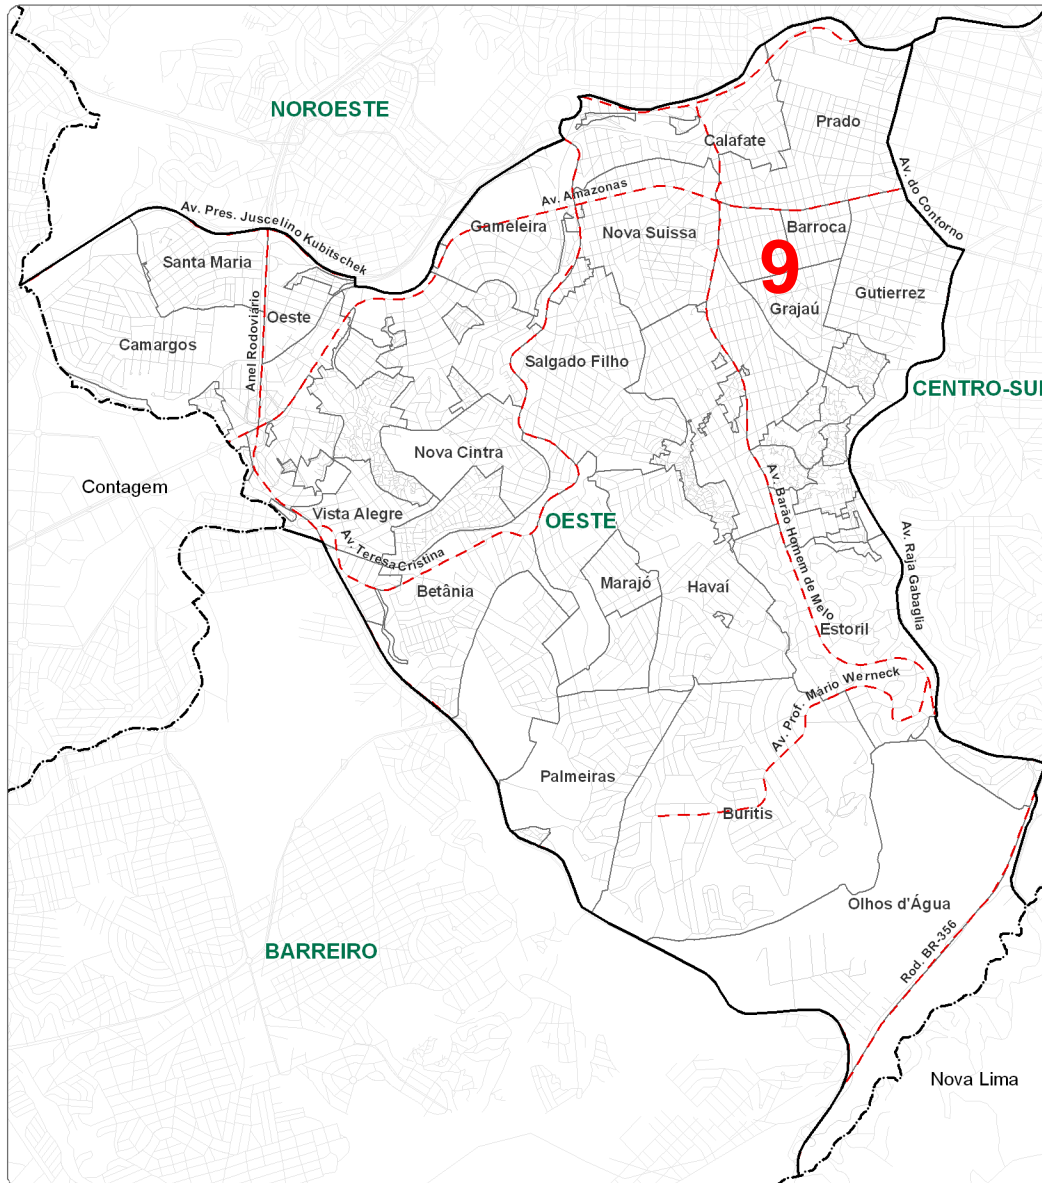 NOROESTE
Prado
Calafate
Av. do Contorno
Av. Amazonas
Av. Pres. Juscelino Kubitschek
Gameleira
Nova Suissa
Barroca
9
Santa Maria
Gutierrez
Grajaú
Oeste
Anel Rodoviário
Camargos
Salgado Filho
CENTRO-SUL
Nova Cintra
Contagem
Vista Alegre
OESTE
Av. Teresa Cristina
Av. Barão Homem de Melo
Av. Raja Gabaglia
Betânia
Marajó
Havaí
Estoril
Av. Prof. Mário Werneck
Palmeiras
Buritis
Olhos d'Água
BARREIRO
Rod. BR-356
Nova Lima